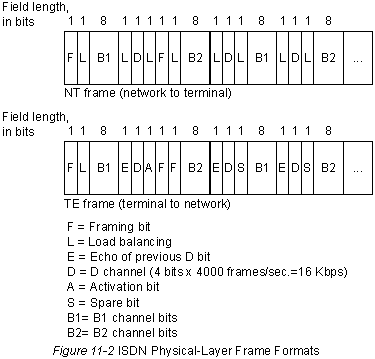 Field length,
in bits
1 1 8 1 1 1 1 1 8 1 1 1 8 1 1 1 8
F L B1 L D L F L B2 L D L B1 L D L B2 ...
NT frame (network to terminal)
Field length,
in bits
1 1 8 1 1 1 1 1 8 1 1 1 8 1 1 1 8
F L B1 E D A F F B2 E D S B1 E D S B2 ...
TE frame (terminal to network)
F = Framing bit
L = Load balancing
E = Echo of previous D bit
D = D channel (4 bits x 4000 frames/sec.=16 Kbps)
A = Activation bit
S = Spare bit
B1= B1 channel bits
B2= B2 channel bits
Figure 11-2 ISDN Physical-Layer Frame Formats